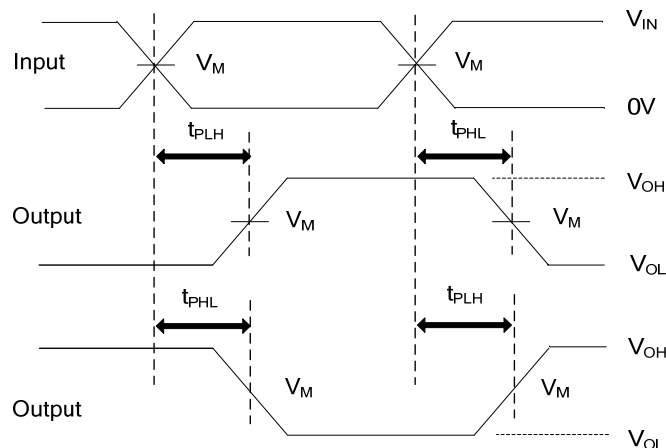 V_IN
Input V_M V_M
0V
t_PLH t_PHL
V_OH
Output V_M V_M
V_OL
t_PHL t_PLH
V_OH
V_M V_M
Output
V_OL